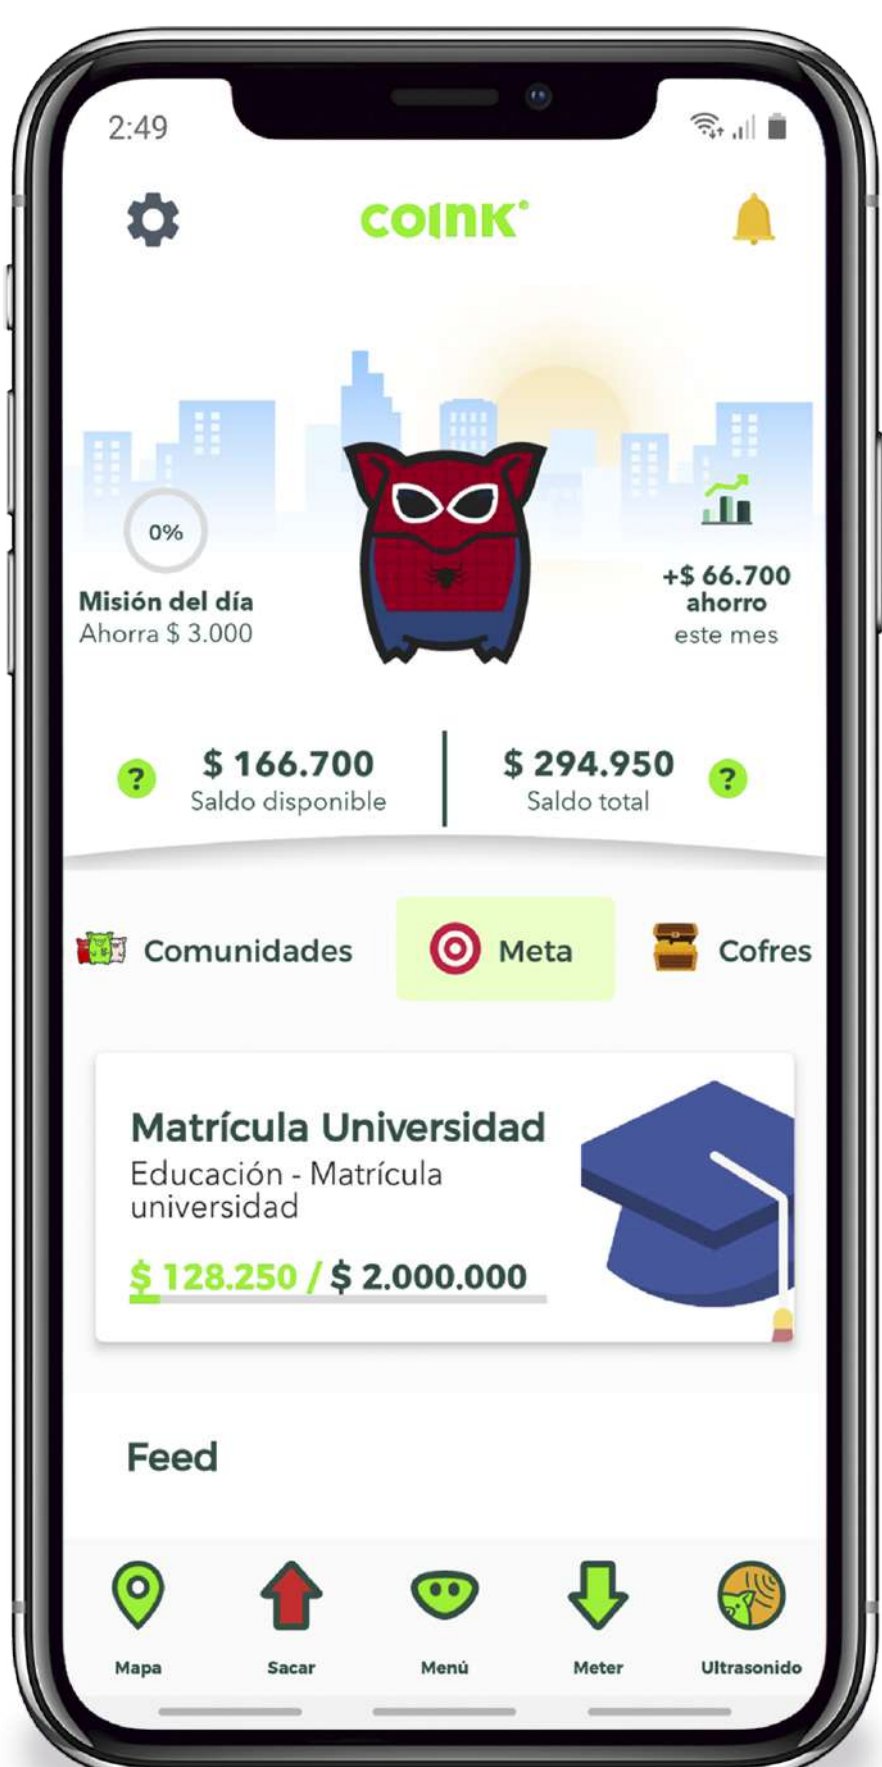 2:49
COINK®
0%
Misión del día
Ahorra $ 3.000
+$ 66.700
ahorro
este mes
? $ 166.700
Saldo disponible
$ 294.950 ?
Saldo total
Comunidades
Meta
Cofres
Matrícula Universidad
Educación - Matrícula
universidad
$ 128.250 / $ 2.000.000
Feed
Mapa
Sacar
Menú
Meter
Ultrasonido